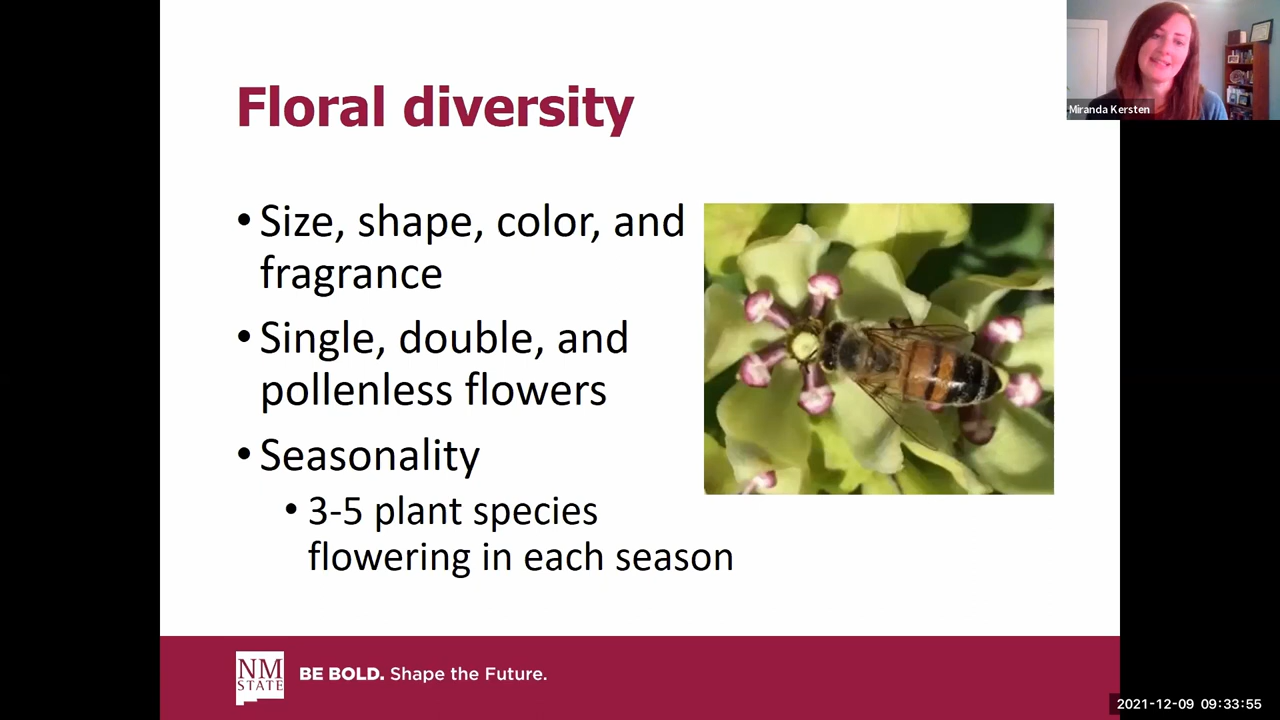 Floral diversity
• Size, shape, color, and
fragrance
• Single, double, and
pollenless flowers
• Seasonality
• 3-5 plant species
flowering in each season
NM
STATE
BE BOLD. Shape the Future.
Miranda Kersten
2021-12-09 09:33:55